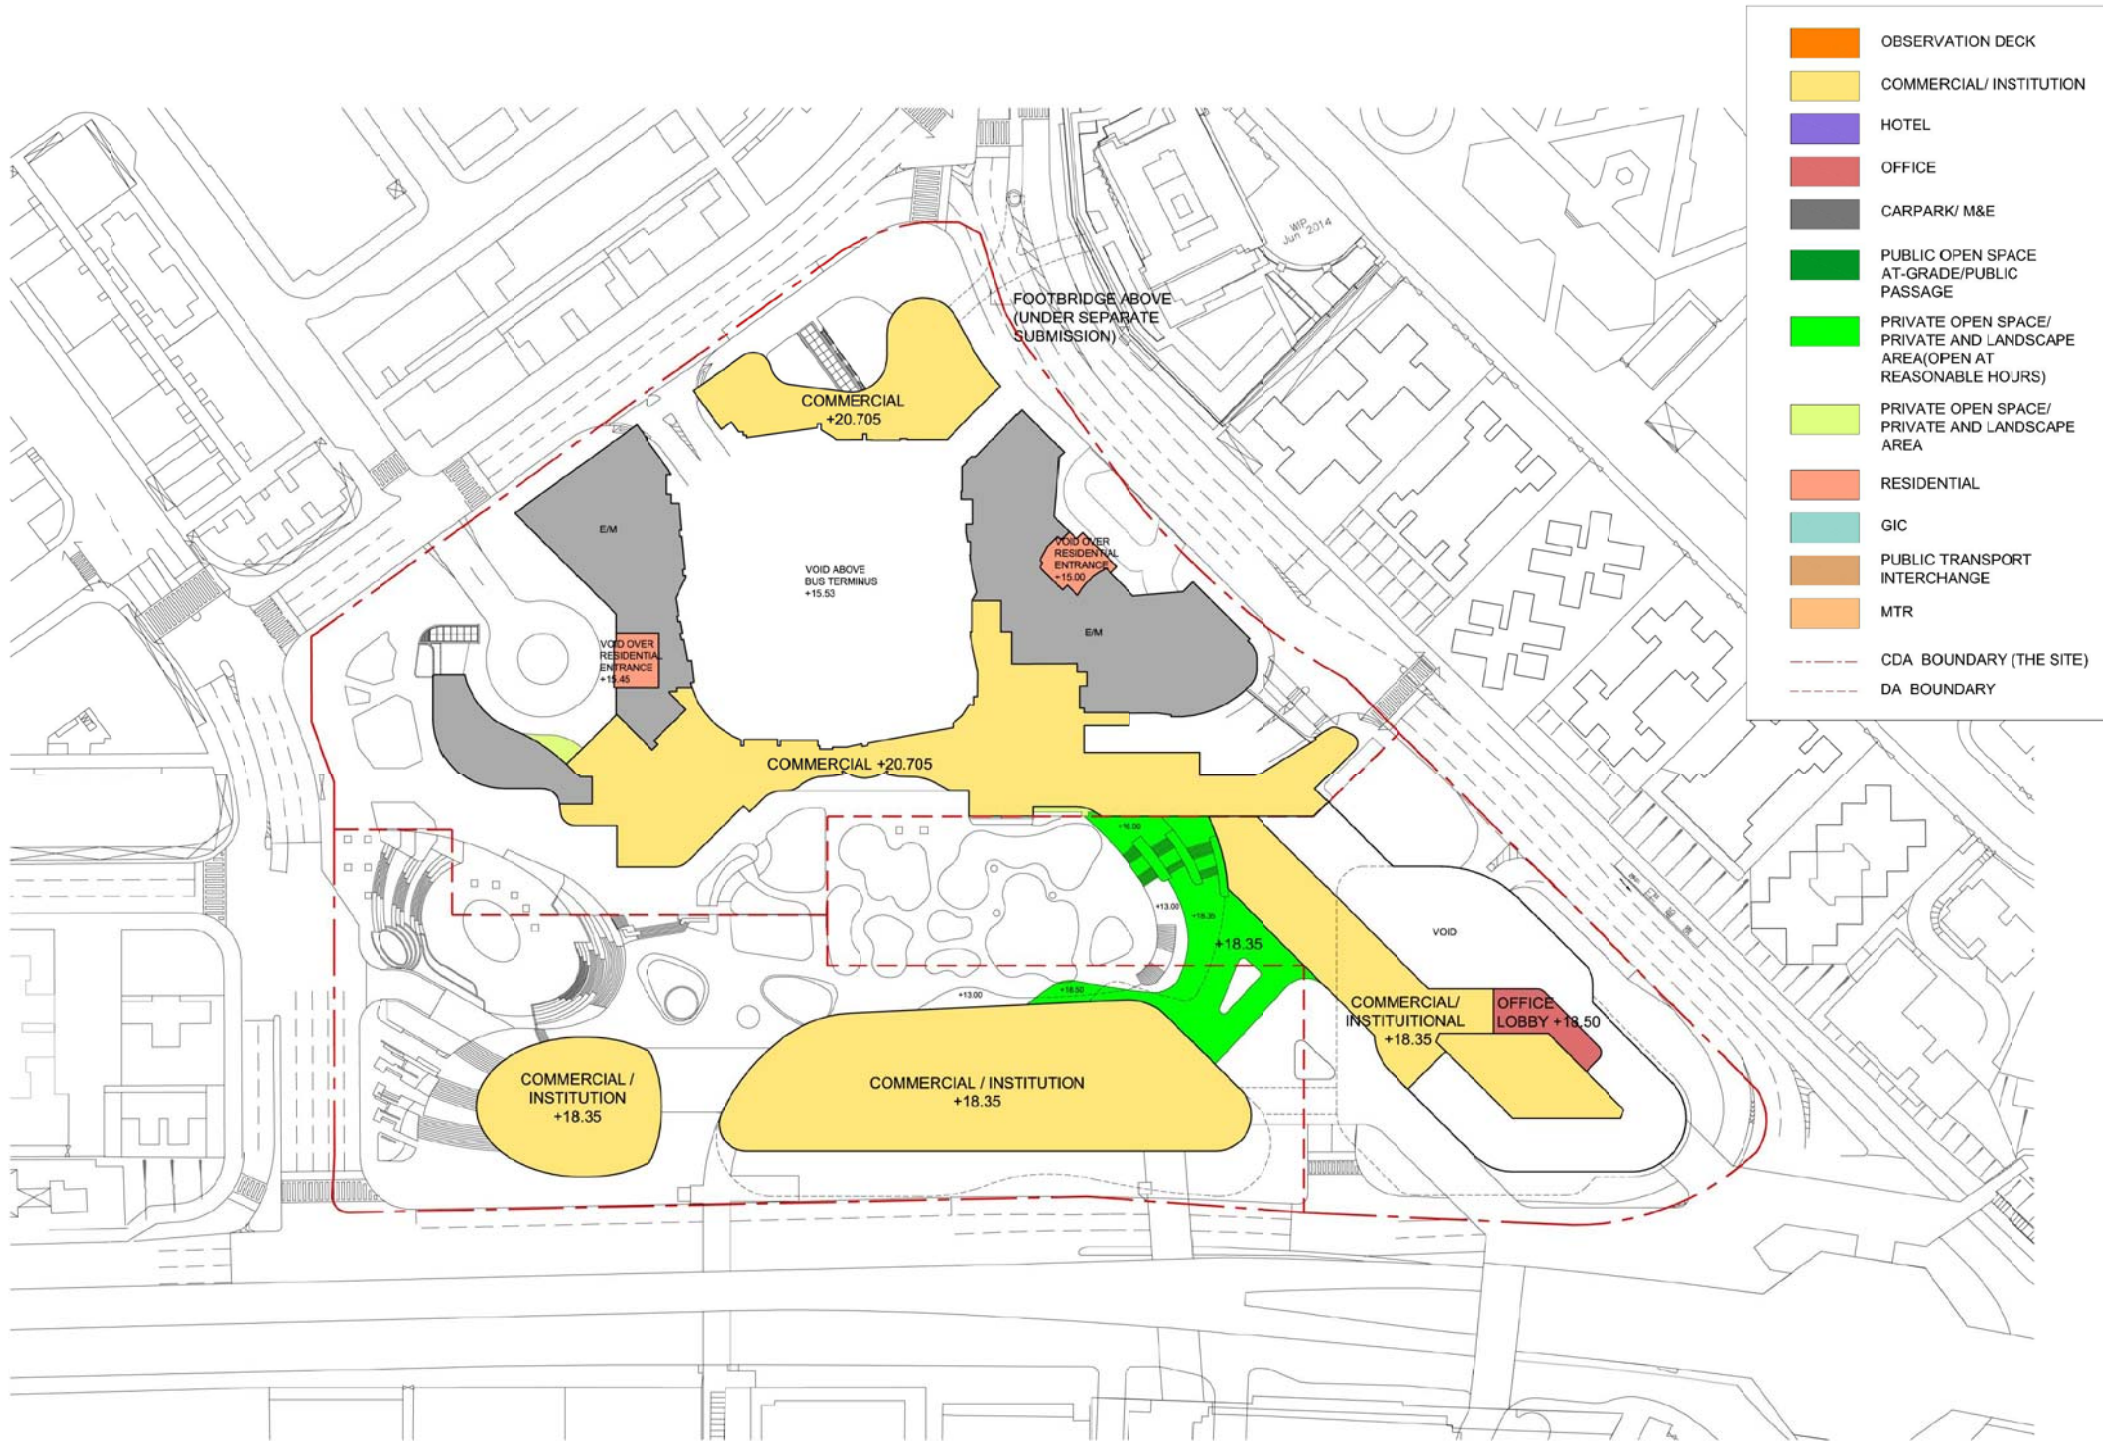 OBSERVATION DECK
COMMERCIAL/ INSTITUTION
HOTEL
OFFICE
CARPARK/ M&E
PUBLIC OPEN SPACE
AT-GRADE/PUBLIC
PASSAGE
PRIVATE OPEN SPACE/
PRIVATE AND LANDSCAPE
AREA(OPEN AT
REASONABLE HOURS)
PRIVATE OPEN SPACE/
PRIVATE AND LANDSCAPE
AREA
RESIDENTIAL
GIC
PUBLIC TRANSPORT
INTERCHANGE
MTR
CDA BOUNDARY (THE SITE)
DA BOUNDARY
WIP
Jun 2014
FOOTBRIDGE ABOVE
(UNDER SEPARATE
SUBMISSION)
COMMERCIAL
+20.705
E/M
VOID ABOVE
BUS TERMINUS
+15.53
VOID OVER
RESIDENTIAL
ENTRANCE
+15.00
E/M
VOID OVER
RESIDENTIAL
ENTRANCE
+15.45
COMMERCIAL +20.705
+13.00
+18.35
+18.35
VOID
+13.00
+18.50
COMMERCIAL/
INSTITUITIONAL
+18.35
OFFICE
LOBBY +18.50
COMMERCIAL /
INSTITUTION
+18.35
COMMERCIAL / INSTITUTION
+18.35